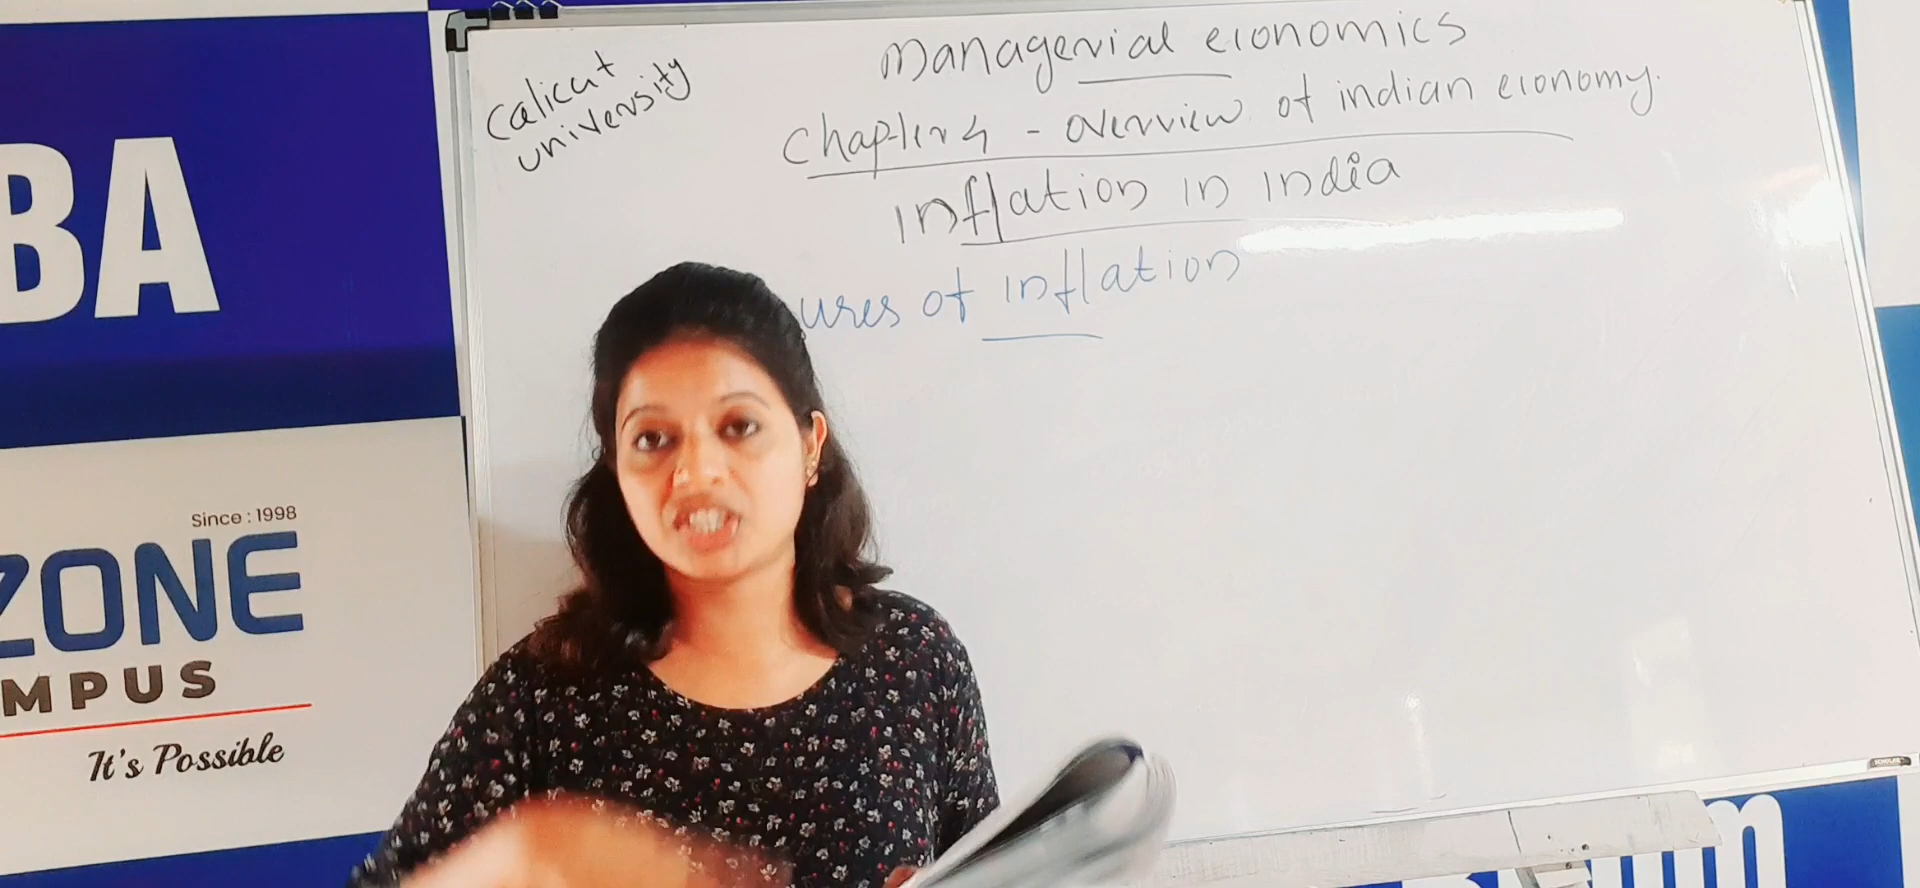 Calicut
university
Managerial economics
Chapter 4 - overview of indian economy.
inflation in india
ures of inflation
BA
Since : 1998
ZONE
MPUS
It's Possible